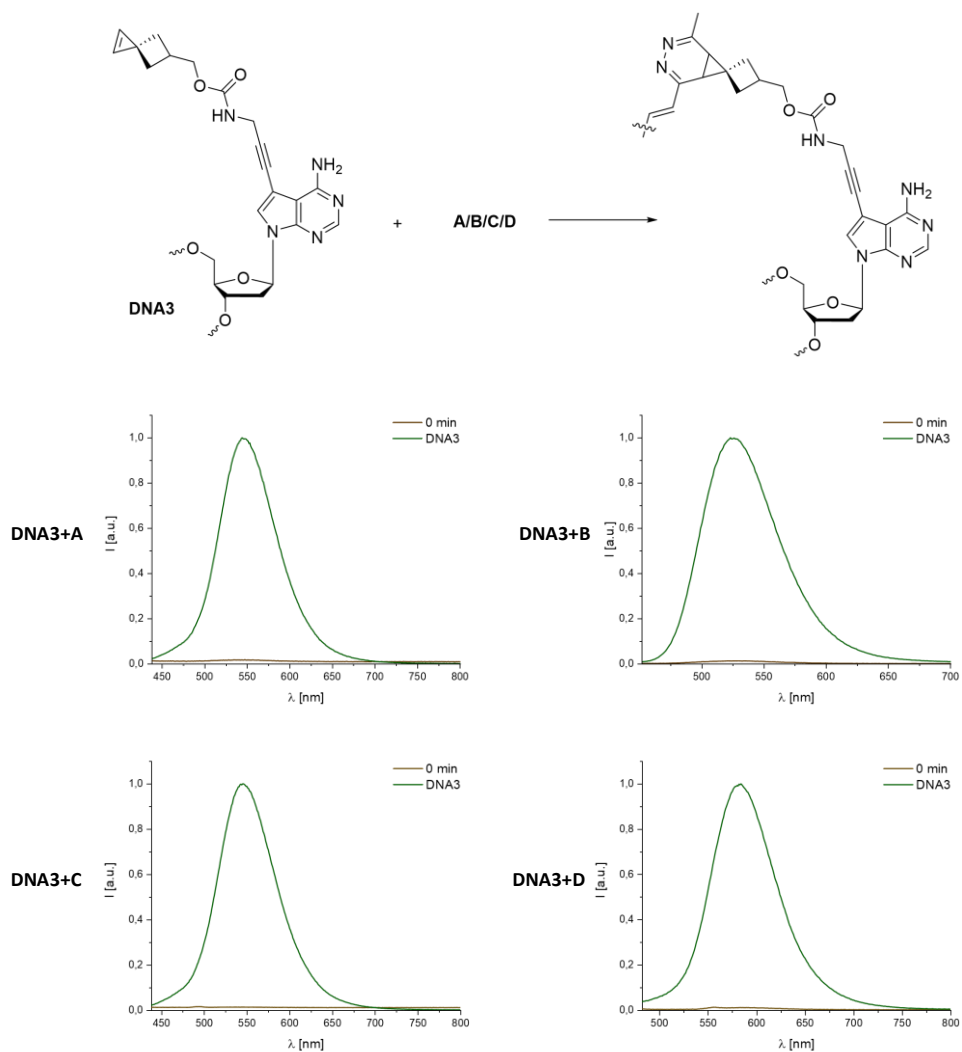 N
N
O
O
NH
NH₂
N
N
N
O
O
O
DNA3
+
A/B/C/D
N
N
O
O
NH
NH₂
N
N
N
O
O
O
DNA3+A
I [a.u.]
1,0
0,8
0,6
0,4
0,2
0,0
450 500 550 600 650 700 750 800
λ [nm]
0 min
DNA3
DNA3+B
I [a.u.]
1,0
0,8
0,6
0,4
0,2
0,0
500 550 600 650 700
λ [nm]
0 min
DNA3
DNA3+C
I [a.u.]
1,0
0,8
0,6
0,4
0,2
0,0
450 500 550 600 650 700 750 800
λ [nm]
0 min
DNA3
DNA3+D
I [a.u.]
1,0
0,8
0,6
0,4
0,2
0,0
500 550 600 650 700 750 800
λ [nm]
0 min
DNA3